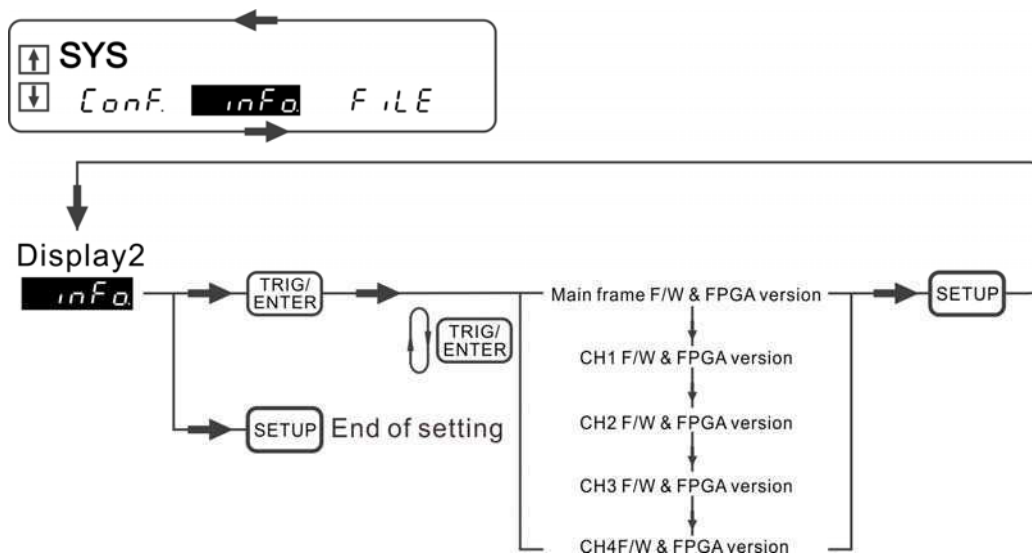 SYS
ConF. inFo. FiLE
Display2
inFo.
TRIG/
ENTER
Main frame F/W & FPGA version
SETUP
TRIG/
ENTER
CH1 F/W & FPGA version
SETUP End of setting
CH2 F/W & FPGA version
CH3 F/W & FPGA version
CH4F/W & FPGA version